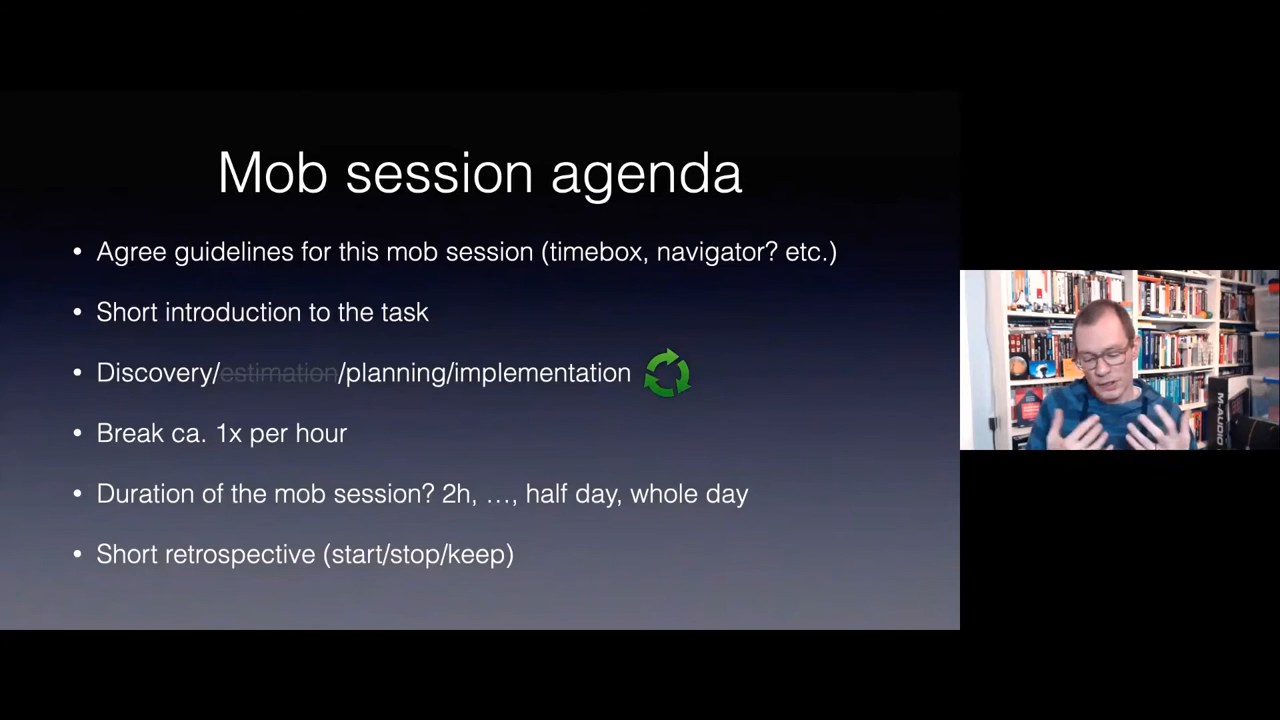 Mob session agenda
• Agree guidelines for this mob session (timebox, navigator? etc.)
• Short introduction to the task
• Discovery/estimation/planning/implementation
• Break ca. 1x per hour
• Duration of the mob session? 2h, …, half day, whole day
• Short retrospective (start/stop/keep)
M-AUDIO